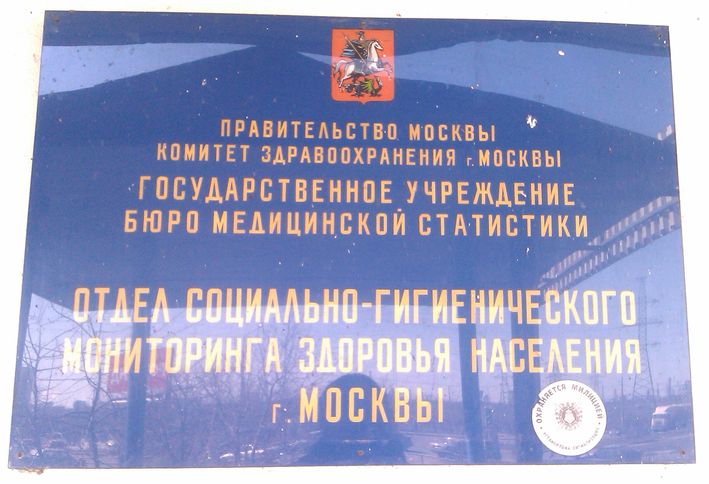 ПРАВИТЕЛЬСТВО МОСКВЫ
КОМИТЕТ ЗДРАВООХРАНЕНИЯ г. МОСКВЫ
ГОСУДАРСТВЕННОЕ УЧРЕЖДЕНИЕ
БЮРО МЕДИЦИНСКОЙ СТАТИСТИКИ
ОТДЕЛ СОЦИАЛЬНО-ГИГИЕНИЧЕСКОГО
МОНИТОРИНГА ЗДОРОВЬЯ НАСЕЛЕНИЯ
г. МОСКВЫ
ОХРАНЯЕТСЯ МИЛИЦИЕЙ